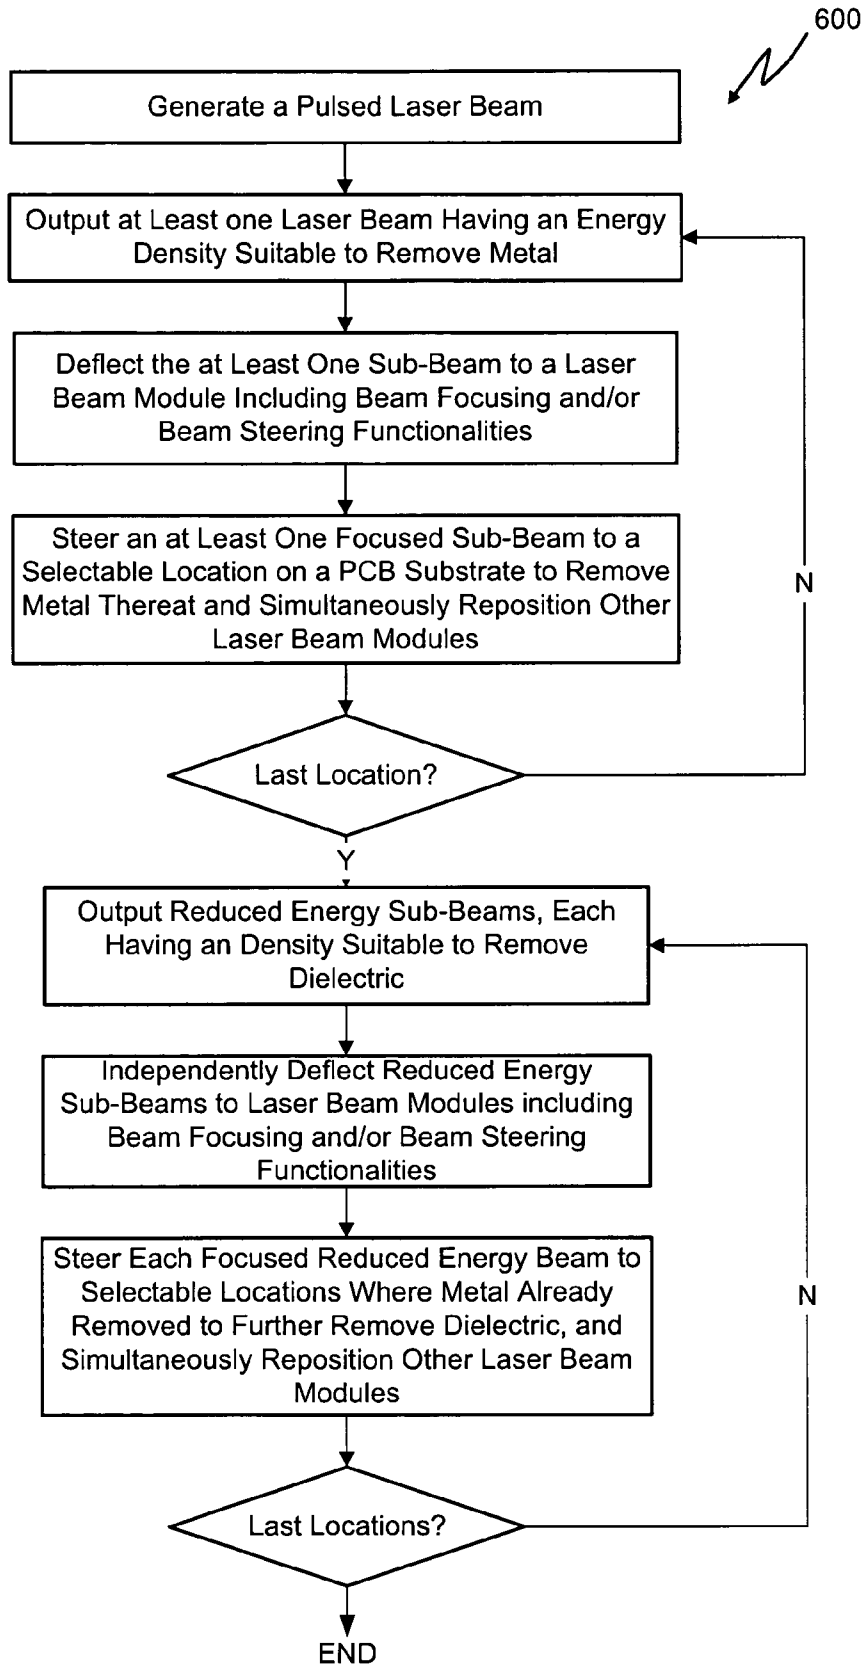 600
Generate a Pulsed Laser Beam
Output at Least one Laser Beam Having an Energy
Density Suitable to Remove Metal
Deflect the at Least One Sub-Beam to a Laser
Beam Module Including Beam Focusing and/or
Beam Steering Functionalities
Steer an at Least One Focused Sub-Beam to a
Selectable Location on a PCB Substrate to Remove
Metal Thereat and Simultaneously Reposition Other
Laser Beam Modules
N
Last Location?
Y
Output Reduced Energy Sub-Beams, Each
Having an Density Suitable to Remove
Dielectric
Independently Deflect Reduced Energy
Sub-Beams to Laser Beam Modules including
Beam Focusing and/or Beam Steering
Functionalities
Steer Each Focused Reduced Energy Beam to
Selectable Locations Where Metal Already
Removed to Further Remove Dielectric, and
Simultaneously Reposition Other Laser Beam
Modules
N
Last Locations?
END